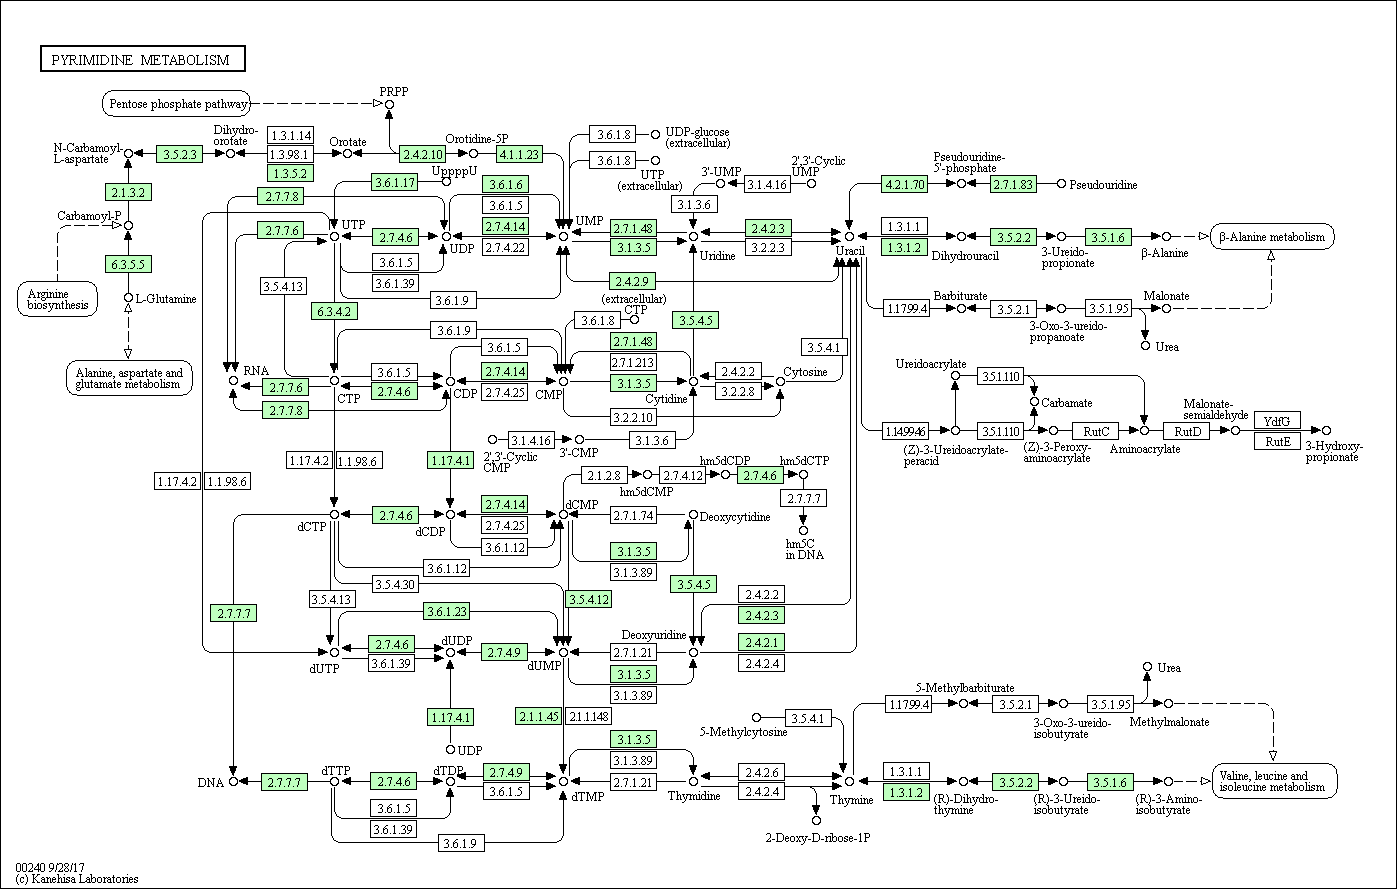 PYRIMIDINE METABOLISM
PRPP
Pentose phosphate pathway
Dihydro-
orotate
1.3.1.14
N-Carbamoyl-
L-aspartate
3.5.2.3
1.3.98.1
1.3.5.2
Orotate
2.4.2.10
Orotidine-5P
4.1.1.23
3.6.1.8
UDP-glucose
(extracellular)
3.6.1.8
UTP
(extracellular)
3'-UMP
3.1.4.16
2',3'-Cyclic
UMP
3.1.3.6
Pseudouridine-
5'-phosphate
4.2.1.70
2.7.1.83
Pseudouridine
2.1.3.2
Carbamoyl-P
6.3.5.5
L-Glutamine
Arginine
biosynthesis
Alanine, aspartate and
glutamate metabolism
UppppU
3.6.1.17
3.6.1.6
3.6.1.5
2.7.7.8
2.7.7.6
UTP
2.7.4.6
UDP
2.7.4.14
2.7.4.22
UMP
2.7.1.48
3.1.3.5
Uridine
2.4.2.3
3.2.2.3
Uracil
1.3.1.1
1.3.1.2
Dihydrouracil
3.5.2.2
3-Ureido-
propionate
3.5.1.6
β-Alanine
β-Alanine metabolism
3.6.1.5
3.6.1.39
3.5.4.13
3.6.1.9
2.4.2.9
6.3.4.2
(extracellular)
CTP
3.6.1.8
3.5.4.5
1.1.7.99.4
Barbiturate
3.5.2.1
3-Oxo-3-ureido-
propanoate
3.5.1.95
Malonate
Urea
3.6.1.9
3.6.1.5
2.7.1.48
2.7.1.213
3.5.4.1
RNA
2.7.7.6
2.7.7.8
CTP
3.6.1.5
2.7.4.6
CDP
2.7.4.14
2.7.4.25
CMP
3.1.3.5
Cytidine
2.4.2.2
3.2.2.8
Cytosine
3.2.2.10
Ureidoacrylate
3.5.1.110
Carbamate
1.14.99.46
3.5.1.110
(Z)-3-Ureidoacrylate-
peracid
(Z)-3-Peroxy-
aminoacrylate
RutC
Aminoacrylate
RutD
Malonate-
semialdehyde
YdfG
RutE
3-Hydroxy-
propionate
2',3'-Cyclic
CMP
3.1.4.16
3'-CMP
3.1.3.6
1.17.4.2
1.1.98.6
1.17.4.2
1.1.98.6
1.17.4.1
2.1.2.8
hm5dCMP
2.7.4.12
hm5dCDP
2.7.4.6
hm5dCTP
2.7.7.7
hm5C
in DNA
dCTP
2.7.4.6
dCDP
2.7.4.14
2.7.4.25
3.6.1.12
dCMP
2.7.1.74
Deoxycytidine
3.1.3.5
3.1.3.89
3.6.1.12
3.5.4.30
3.5.4.13
3.5.4.12
3.5.4.5
2.7.7.7
3.6.1.23
2.4.2.2
2.4.2.3
2.4.2.1
2.4.2.4
dUTP
2.7.4.6
3.6.1.39
dUDP
2.7.4.9
dUMP
2.7.1.21
Deoxyuridine
3.1.3.5
3.1.3.89
1.17.4.1
UDP
2.1.1.45
2.1.1.148
5-Methylcytosine
3.5.4.1
1.1.7.99.4
5-Methylbarbiturate
3.5.2.1
3-Oxo-3-ureido-
isobutyrate
3.5.1.95
Urea
Methylmalonate
DNA
2.7.7.7
dTTP
2.7.4.6
dTDP
2.7.4.9
3.6.1.5
dTMP
3.1.3.5
3.1.3.89
2.7.1.21
Thymidine
2.4.2.6
2.4.2.4
2-Deoxy-D-ribose-1P
Thymine
1.3.1.1
1.3.1.2
(R)-Dihydro-
thymine
3.5.2.2
(R)-3-Ureido-
isobutyrate
3.5.1.6
(R)-3-Amino-
isobutyrate
Valine, leucine and
isoleucine metabolism
3.6.1.5
3.6.1.39
3.6.1.9
00240 9/28/17
(c) Kanehisa Laboratories